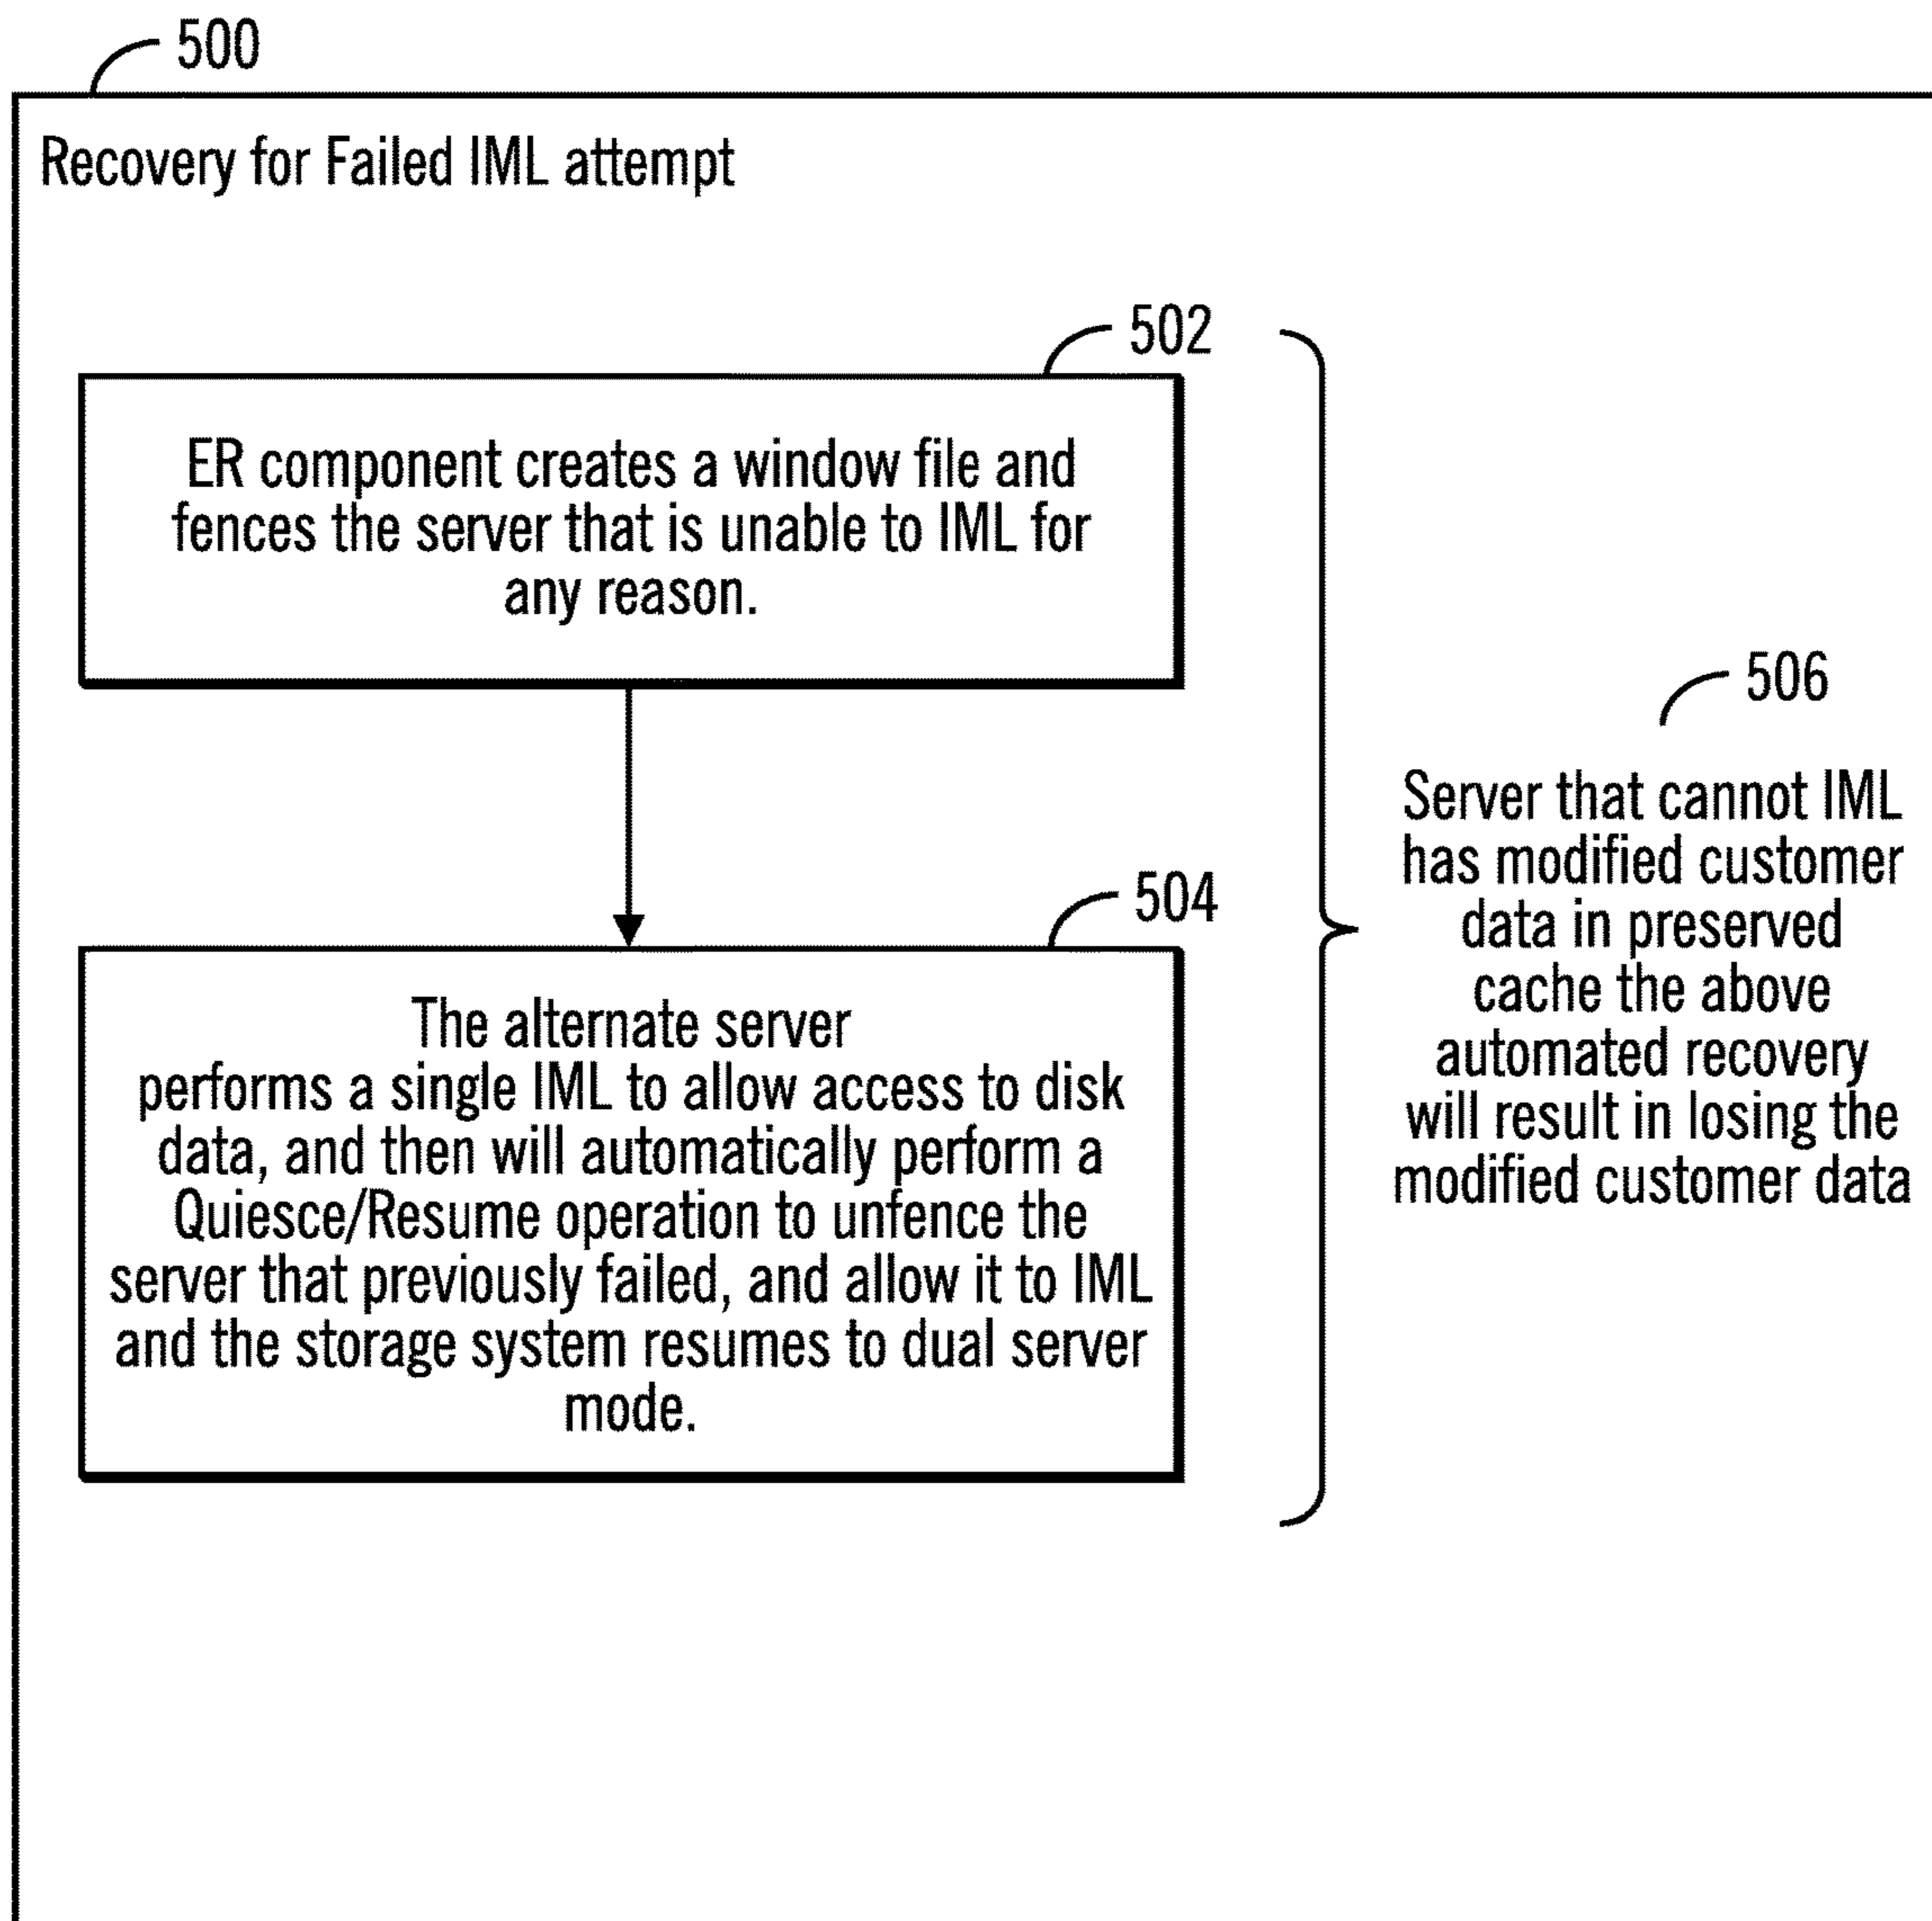 500
Recovery for Failed IML attempt
502
ER component creates a window file and
fences the server that is unable to IML for
any reason.
504
The alternate server
performs a single IML to allow access to disk
data, and then will automatically perform a
Quiesce/Resume operation to unfence the
server that previously failed, and allow it to IML
and the storage system resumes to dual server
mode.
506
Server that cannot IML
has modified customer
data in preserved
cache the above
automated recovery
will result in losing the
modified customer data